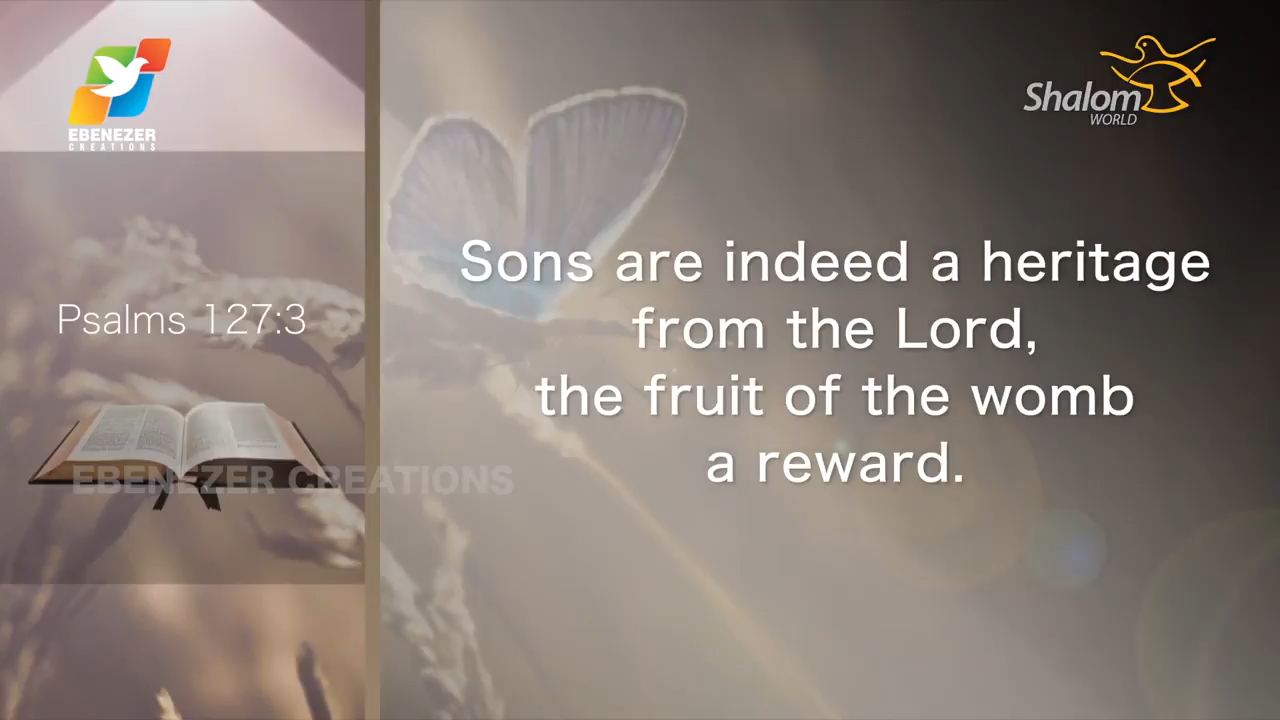 EBENEZER
CREATIONS
Shalom
WORLD
Psalms 127:3
Sons are indeed a heritage
from the Lord,
the fruit of the womb
a reward.
EBENEZER CREATIONS